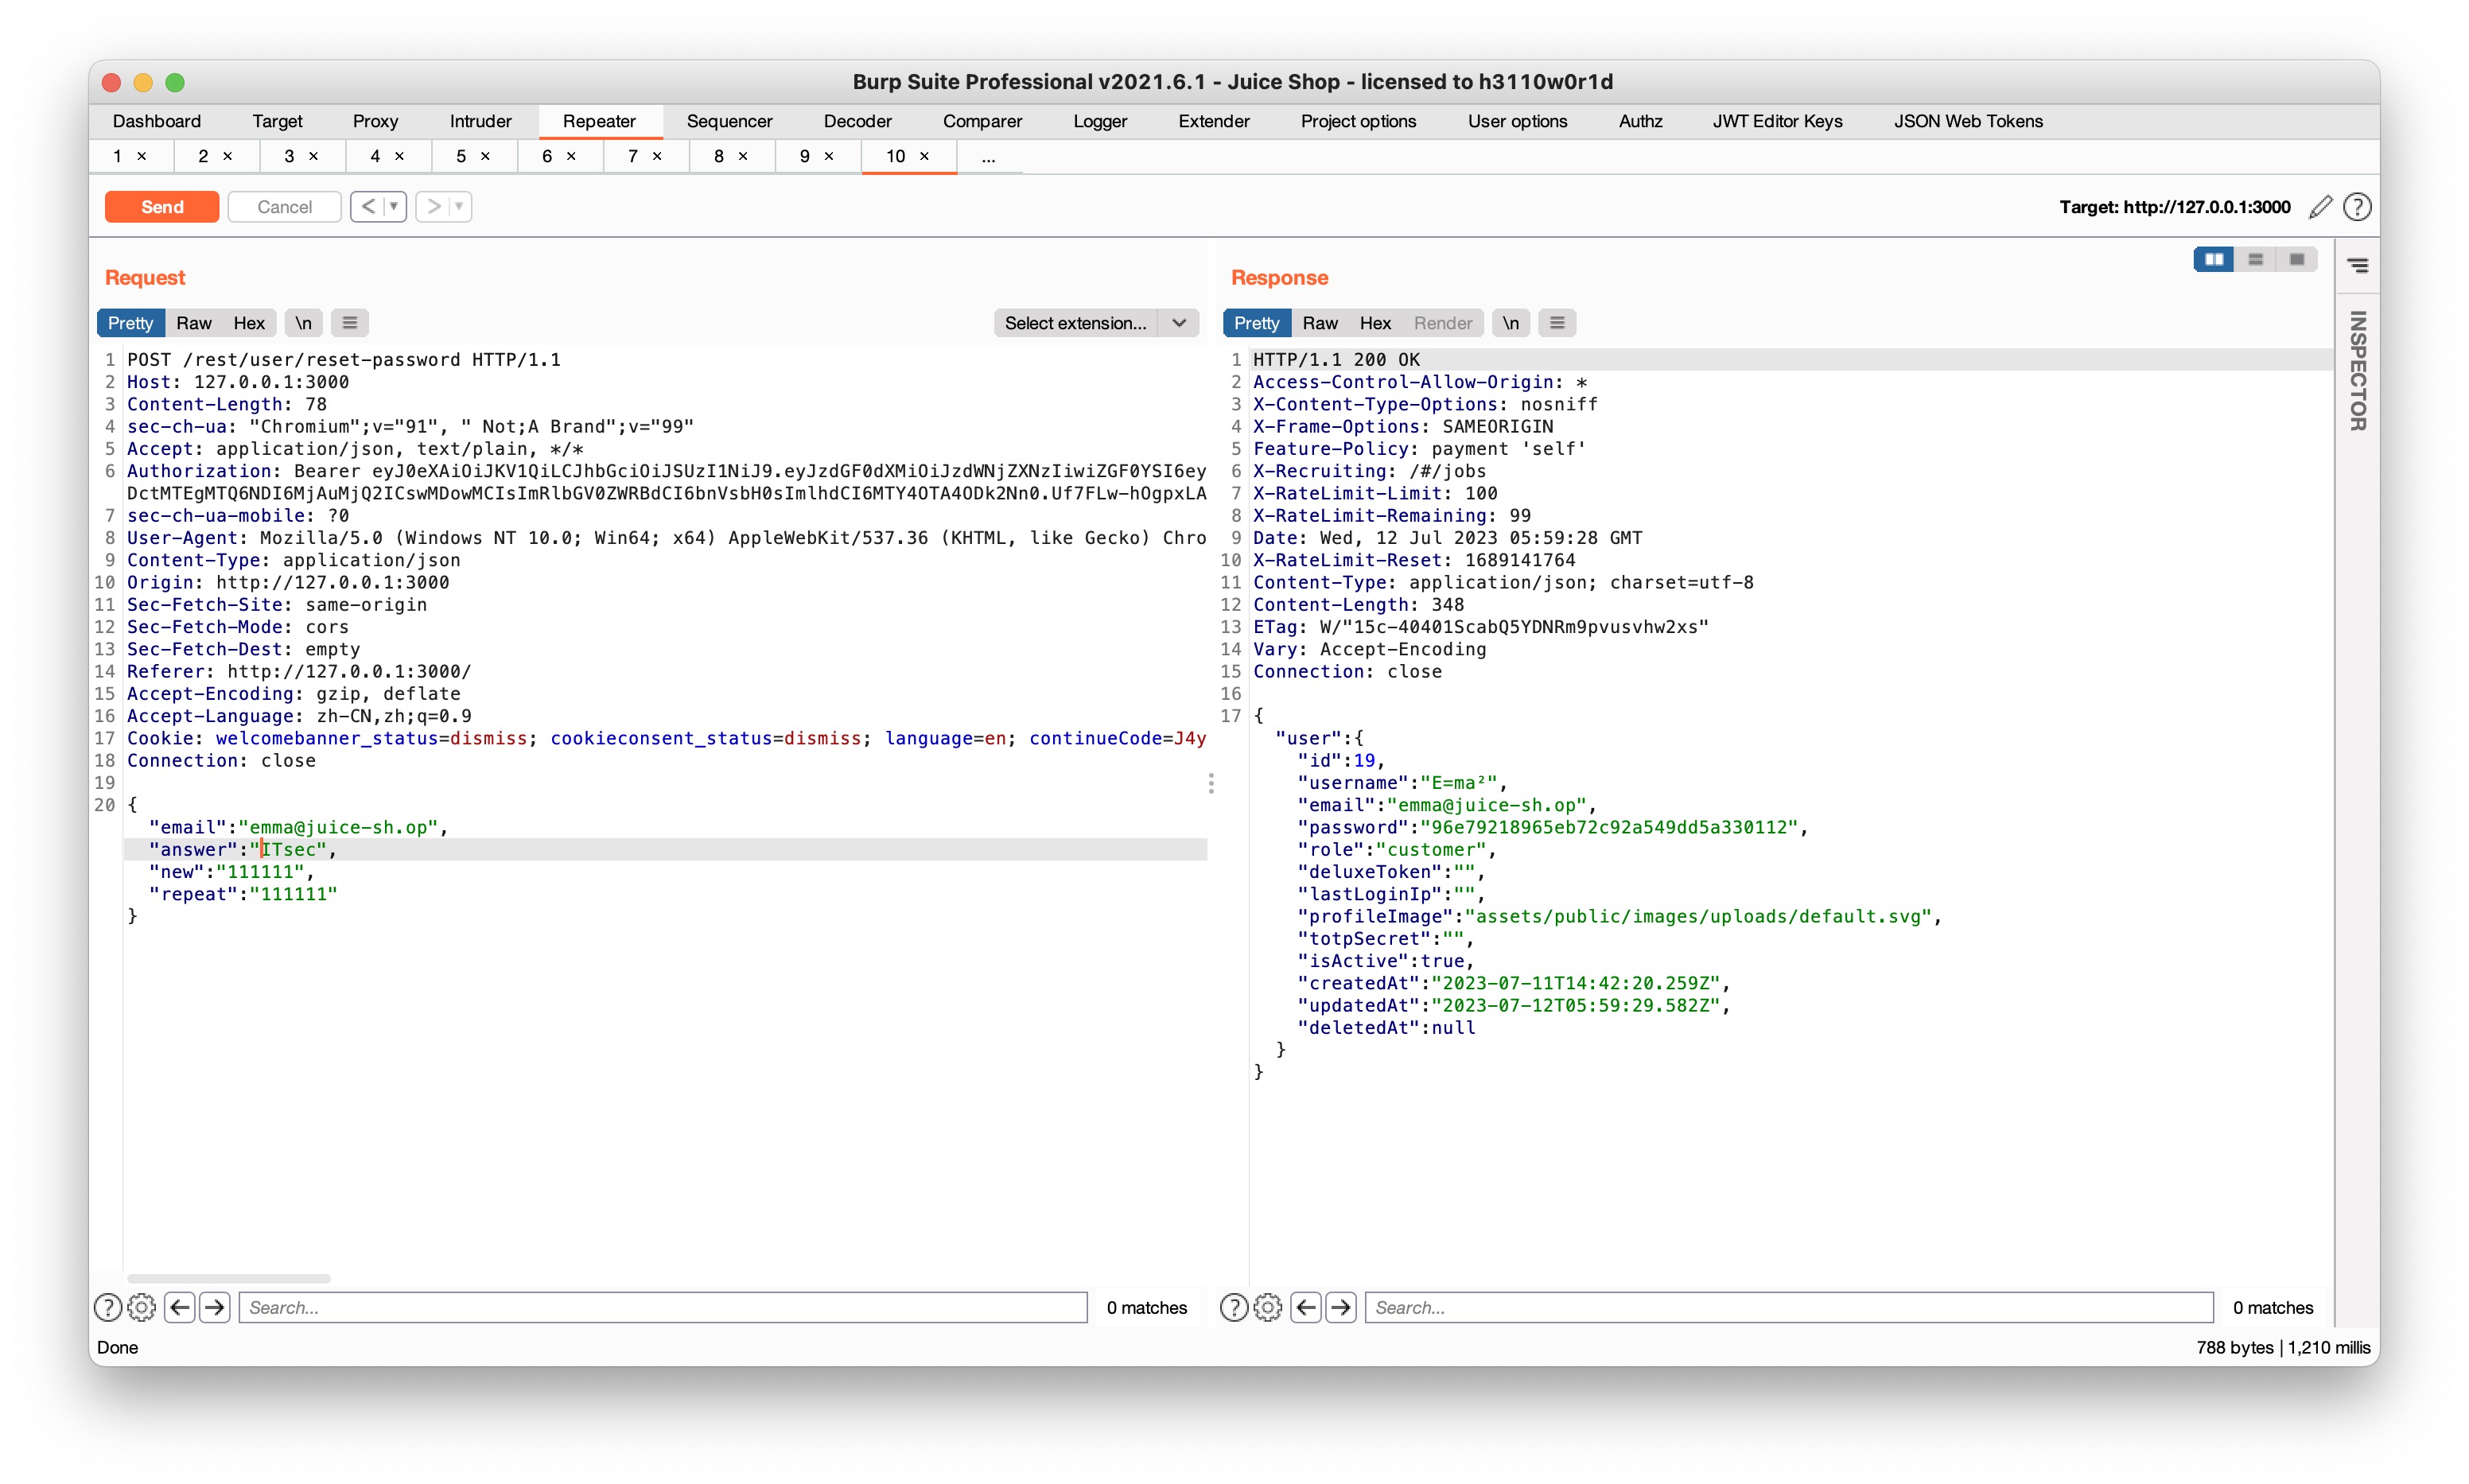 Burp Suite Professional v2021.6.1 - Juice Shop - licensed to h3110w0r1d
Dashboard Target Proxy Intruder Repeater Sequencer Decoder Comparer Logger Extender Project options User options Authz JWT Editor Keys JSON Web Tokens
1 × 2 × 3 × 4 × 5 × 6 × 7 × 8 × 9 × 10 × ...
Send Cancel < > Target: http://127.0.0.1:3000 ?
Request
Pretty Raw Hex \n Select extension...
1 POST /rest/user/reset-password HTTP/1.1
2 Host: 127.0.0.1:3000
3 Content-Length: 78
4 sec-ch-ua: "Chromium";v="91", " Not;A Brand";v="99"
5 Accept: application/json, text/plain, */*
6 Authorization: Bearer eyJ0eXAiOiJKV1QiLCJhbGciOiJSUzI1NiJ9.eyJzdGF0dXMiOiJzdWNjZXNzIiwiZGF0YSI6ey
DctMTEgMTQ6NDI6MjAuMjQ2ICswMDowMCIsImRlbGV0ZWRBdCI6bnVsbH0sImlhdCI6MTY4OTA4ODk2Nn0.Uf7FLw-hOgpxLA
7 sec-ch-ua-mobile: ?0
8 User-Agent: Mozilla/5.0 (Windows NT 10.0; Win64; x64) AppleWebKit/537.36 (KHTML, like Gecko) Chro
9 Content-Type: application/json
10 Origin: http://127.0.0.1:3000
11 Sec-Fetch-Site: same-origin
12 Sec-Fetch-Mode: cors
13 Sec-Fetch-Dest: empty
14 Referer: http://127.0.0.1:3000/
15 Accept-Encoding: gzip, deflate
16 Accept-Language: zh-CN,zh;q=0.9
17 Cookie: welcomebanner_status=dismiss; cookieconsent_status=dismiss; language=en; continueCode=J4y
18 Connection: close
19
20 {
"email":"emma@juice-sh.op",
"answer":"ITsec",
"new":"111111",
"repeat":"111111"
}
? Search... 0 matches
Response
Pretty Raw Hex Render \n
1 HTTP/1.1 200 OK
2 Access-Control-Allow-Origin: *
3 X-Content-Type-Options: nosniff
4 X-Frame-Options: SAMEORIGIN
5 Feature-Policy: payment 'self'
6 X-Recruiting: /#/jobs
7 X-RateLimit-Limit: 100
8 X-RateLimit-Remaining: 99
9 Date: Wed, 12 Jul 2023 05:59:28 GMT
10 X-RateLimit-Reset: 1689141764
11 Content-Type: application/json; charset=utf-8
12 Content-Length: 348
13 ETag: W/"15c-40401ScabQ5YDNRm9pvusvhw2xs"
14 Vary: Accept-Encoding
15 Connection: close
16
17 {
"user":{
"id":19,
"username":"E=ma²",
"email":"emma@juice-sh.op",
"password":"96e79218965eb72c92a549dd5a330112",
"role":"customer",
"deluxeToken":"",
"lastLoginIp":"",
"profileImage":"assets/public/images/uploads/default.svg",
"totpSecret":"",
"isActive":true,
"createdAt":"2023-07-11T14:42:20.259Z",
"updatedAt":"2023-07-12T05:59:29.582Z",
"deletedAt":null
}
}
? Search... 0 matches
INSPECTOR
Done
788 bytes | 1,210 millis